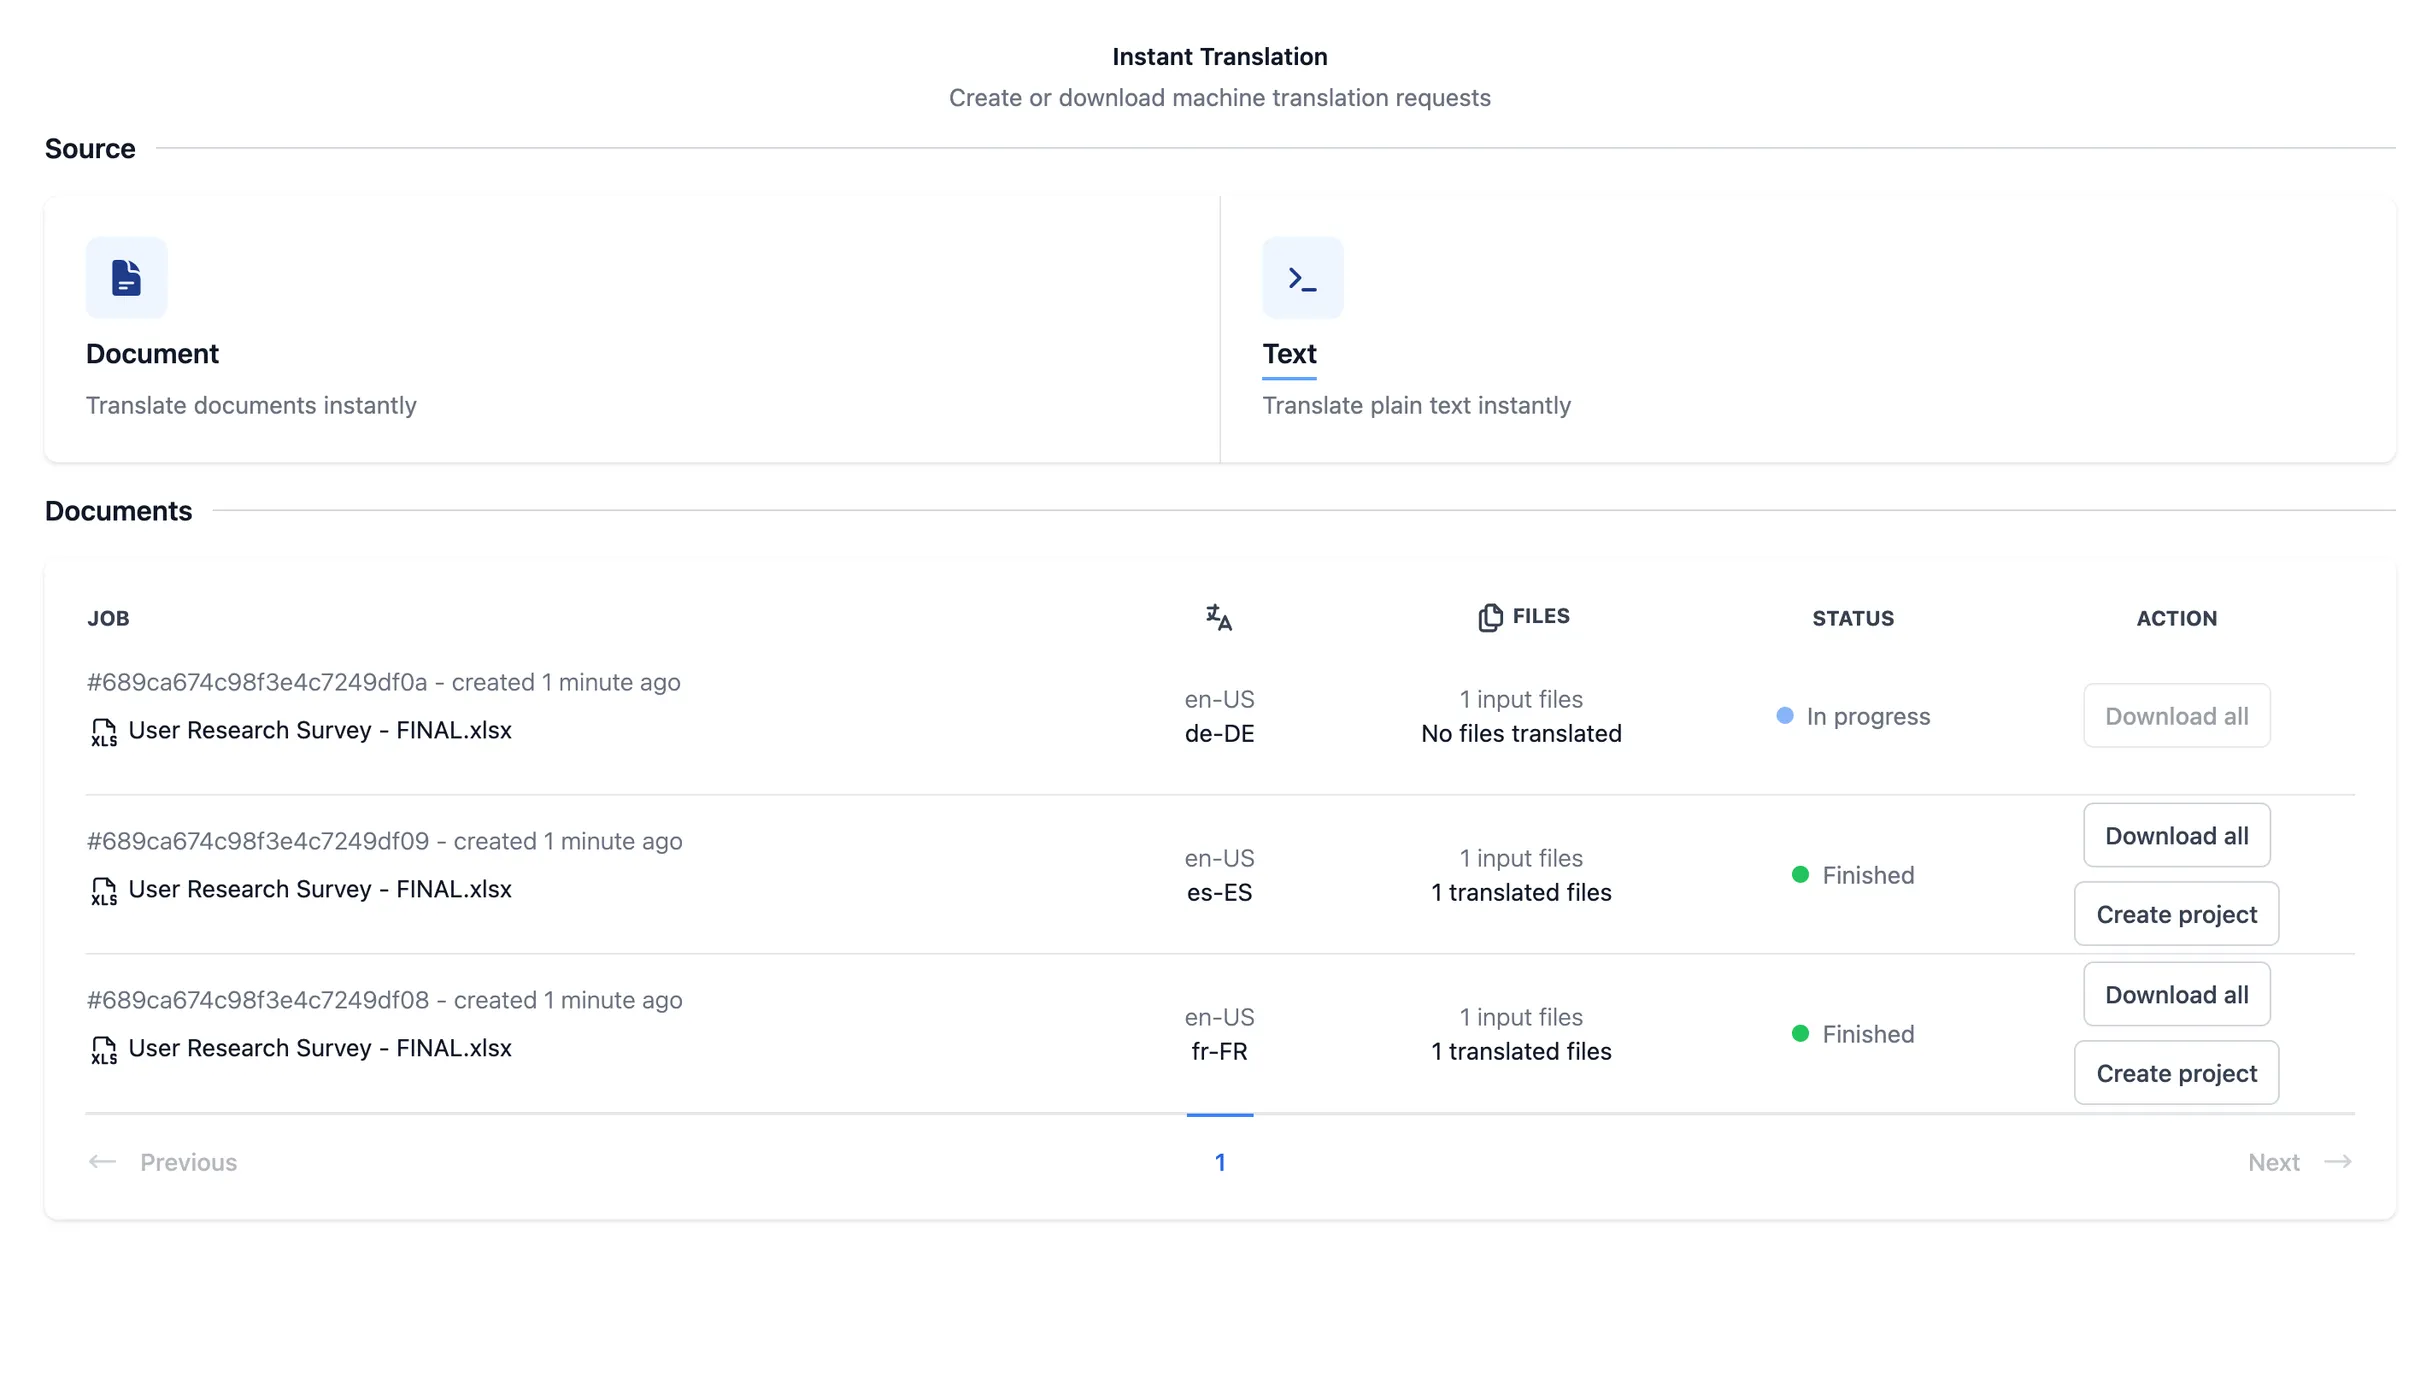 Instant Translation
Create or download machine translation requests
Source
Document
Translate documents instantly
Text
Translate plain text instantly
Documents
JOB
FILES
STATUS
ACTION
#689ca674c98f3e4c7249df0a - created 1 minute ago
XLS User Research Survey - FINAL.xlsx
en-US
de-DE
1 input files
No files translated
In progress
Download all
#689ca674c98f3e4c7249df09 - created 1 minute ago
XLS User Research Survey - FINAL.xlsx
en-US
es-ES
1 input files
1 translated files
Finished
Download all
Create project
#689ca674c98f3e4c7249df08 - created 1 minute ago
XLS User Research Survey - FINAL.xlsx
en-US
fr-FR
1 input files
1 translated files
Finished
Download all
Create project
Previous
1
Next